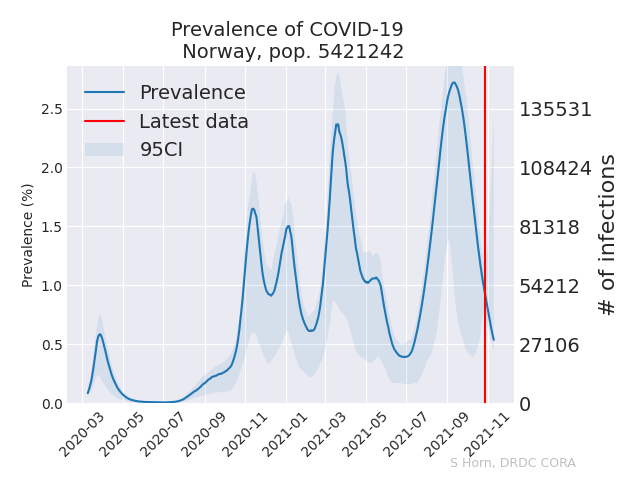 Prevalence of COVID-19
Norway, pop. 5421242
Prevalence
Latest data
95CI
Prevalence (%)
2.5
2.0
1.5
1.0
0.5
0.0
135531
108424
81318
54212
27106
0
# of infections
2020-03
2020-05
2020-07
2020-09
2020-11
2021-01
2021-03
2021-05
2021-07
2021-09
2021-11
S Horn, DRDC CORA